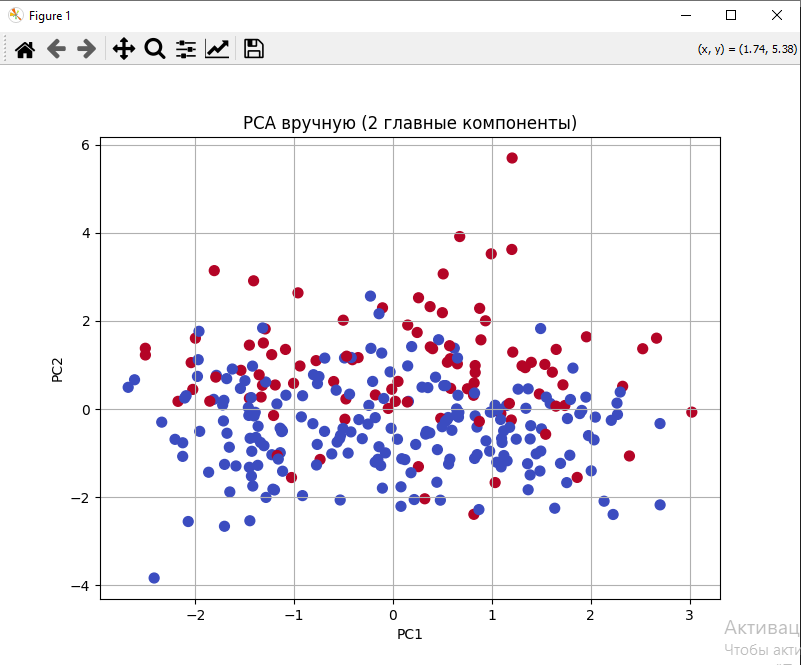 Figure 1
(x, y) = (1.74, 5.38)
PCA вручную (2 главные компоненты)
6
4
2
0
−2
−4
PC2
−2
−1
0
1
2
3
PC1
Активац
Чтобы акти